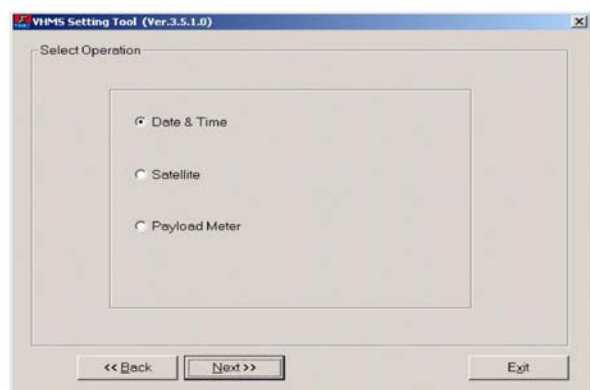 VHMS Setting Tool (Ver.3.5.1.0)
Select Operation
Date & Time
Satellite
Payload Meter
<< Back
Next >>
Exit